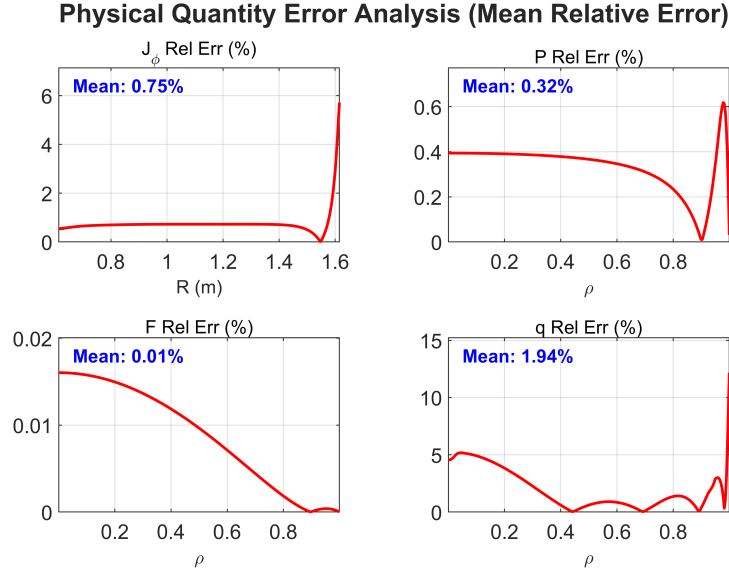 Physical Quantity Error Analysis (Mean Relative Error)
J_ϕ Rel Err (%)
Mean: 0.75%
6
4
2
0
0.8 1 1.2 1.4 1.6
R (m)
P Rel Err (%)
Mean: 0.32%
0.6
0.4
0.2
0
0.2 0.4 0.6 0.8
ρ
F Rel Err (%)
Mean: 0.01%
0.02
0.01
0
0.2 0.4 0.6 0.8
ρ
q Rel Err (%)
Mean: 1.94%
15
10
5
0
0.2 0.4 0.6 0.8
ρ